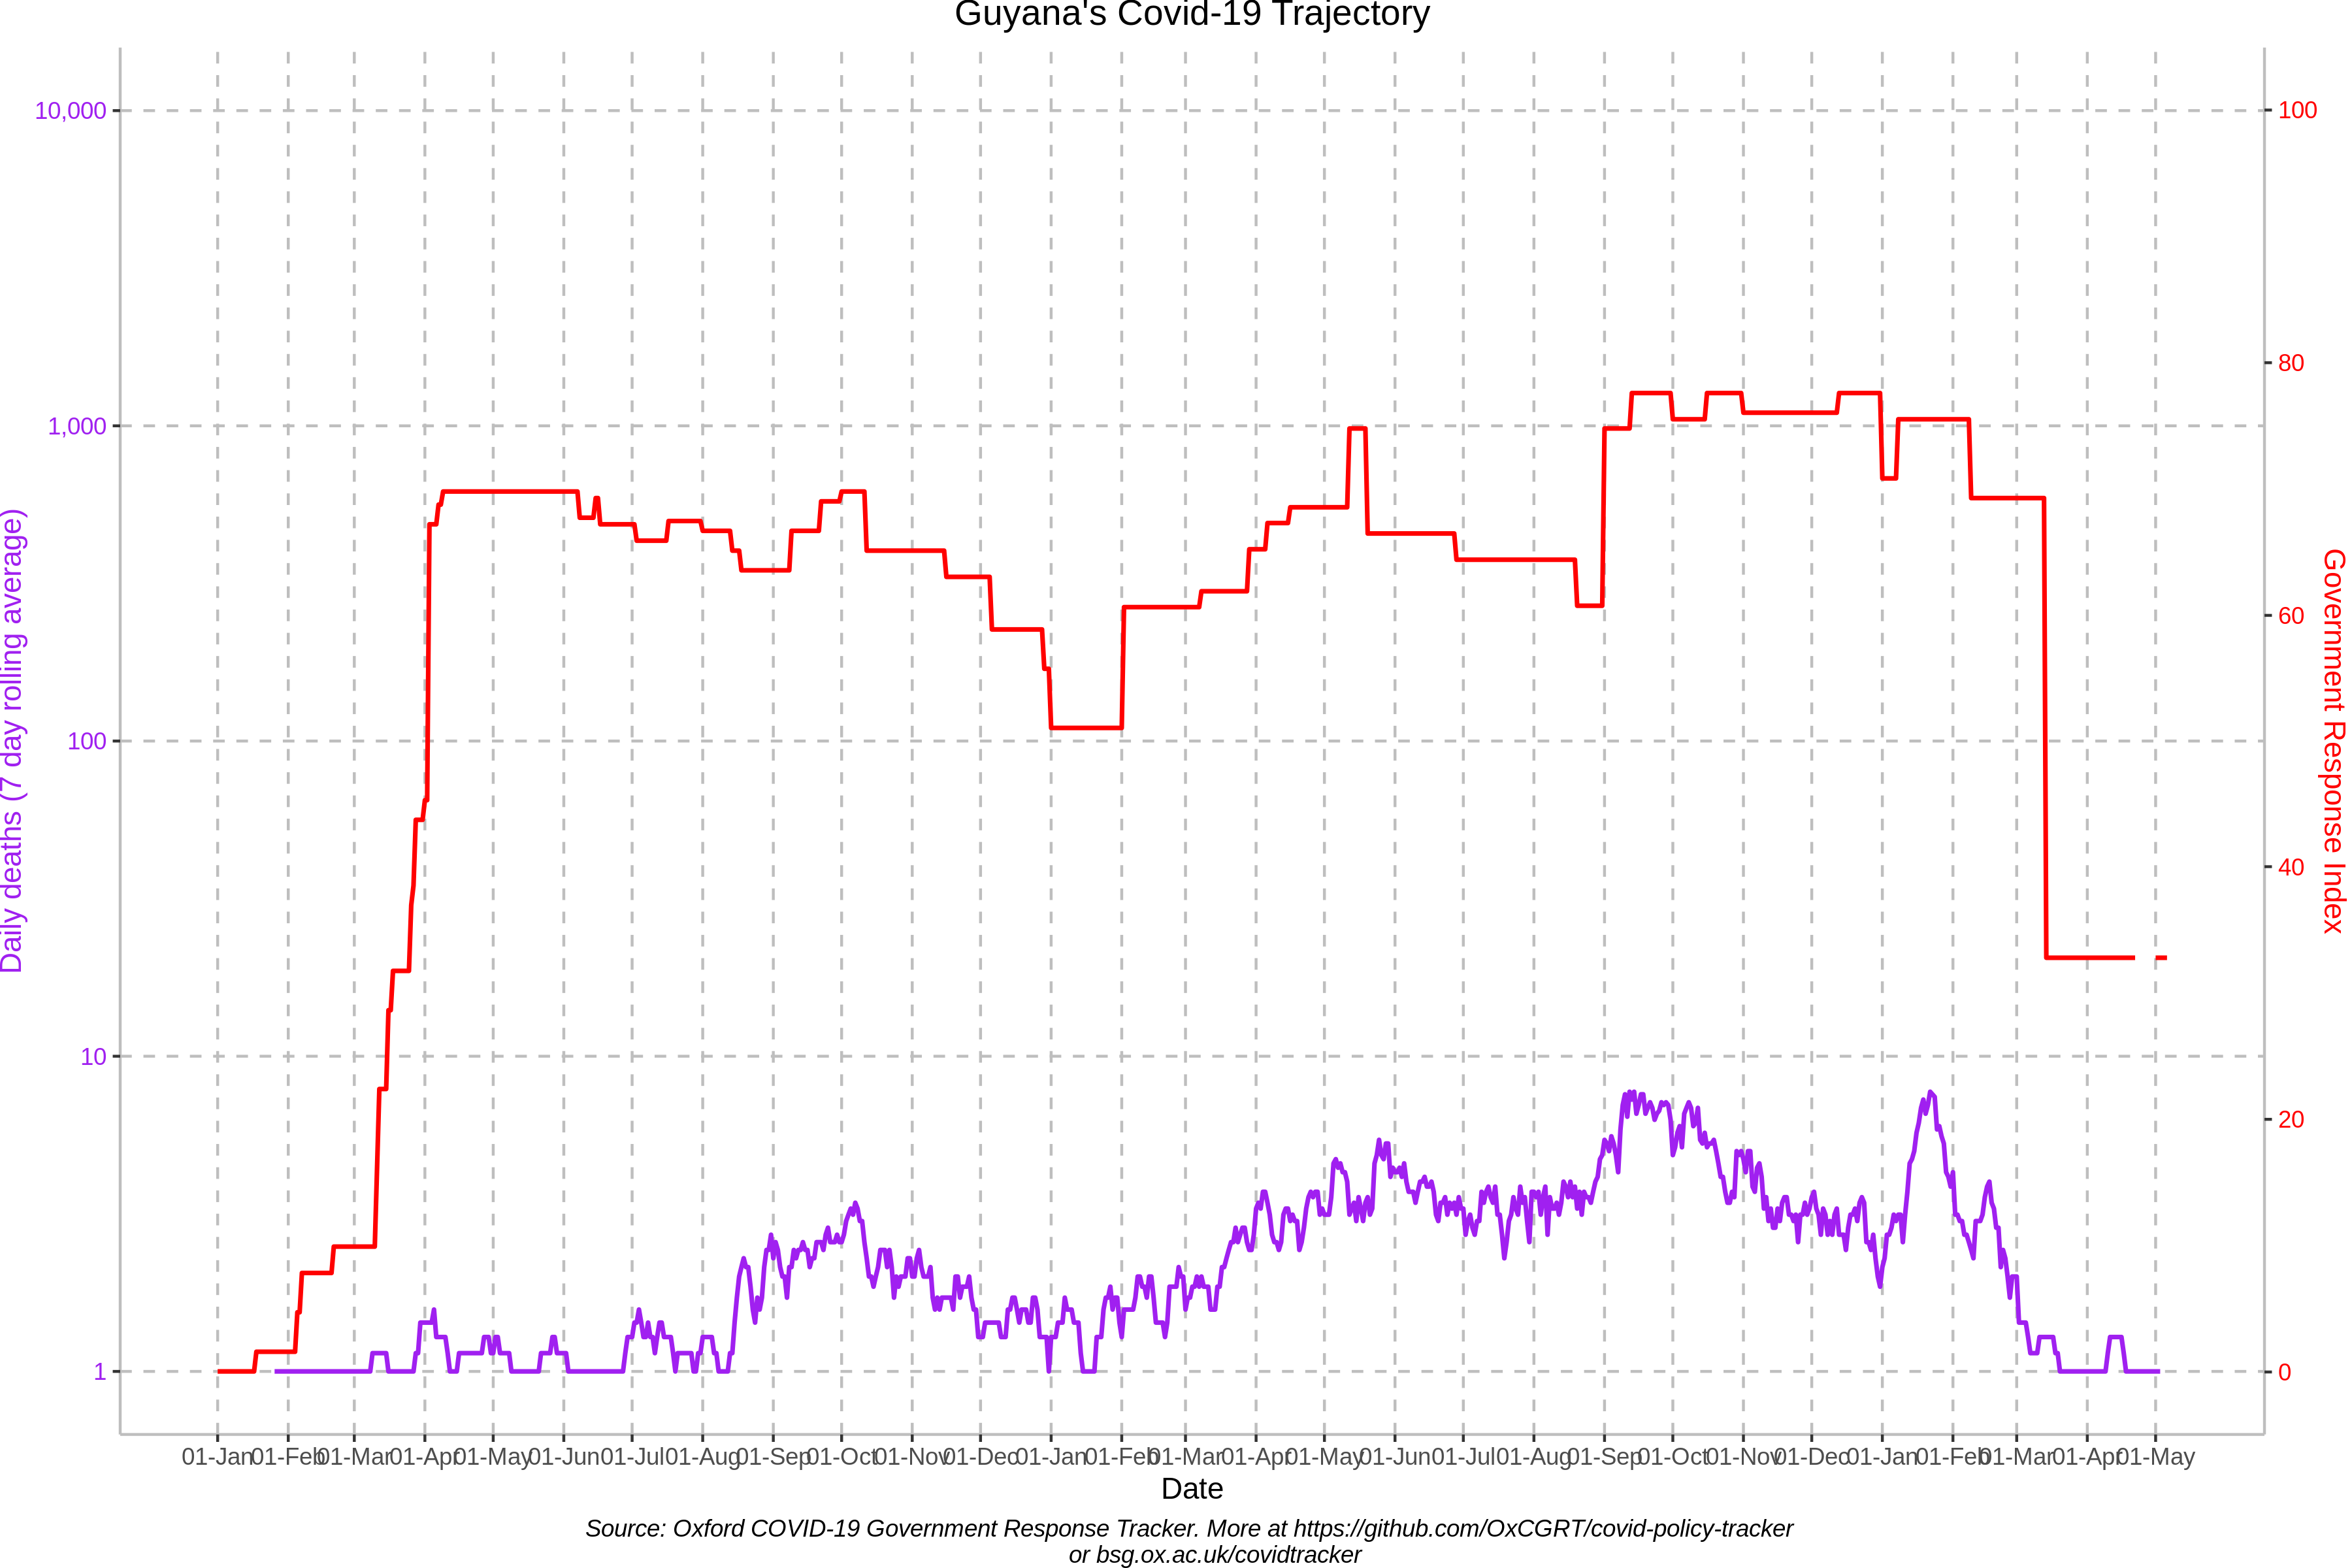 Guyana's Covid-19 Trajectory
10,000
1,000
100
10
1
Daily deaths (7 day rolling average)
100
80
60
40
20
0
Government Response Index
01-Jan 01-Feb 01-Mar 01-Apr 01-May 01-Jun 01-Jul 01-Aug 01-Sep 01-Oct 01-Nov 01-Dec 01-Jan 01-Feb 01-Mar 01-Apr 01-May 01-Jun 01-Jul 01-Aug 01-Sep 01-Oct 01-Nov 01-Dec 01-Jan 01-Feb 01-Mar 01-Apr 01-May
Date
Source: Oxford COVID-19 Government Response Tracker. More at https://github.com/OxCGRT/covid-policy-tracker
or bsg.ox.ac.uk/covidtracker